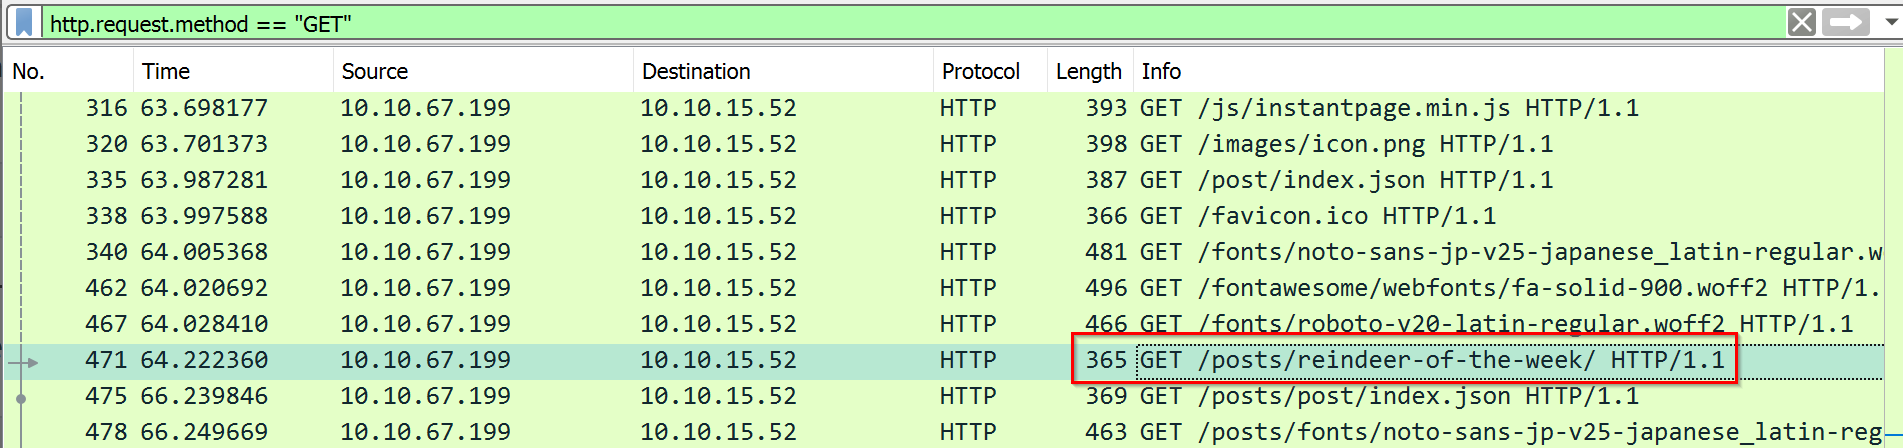 http.request.method == "GET"
No. Time Source Destination Protocol Length Info
316 63.698177 10.10.67.199 10.10.15.52 HTTP 393 GET /js/instantpage.min.js HTTP/1.1
320 63.701373 10.10.67.199 10.10.15.52 HTTP 398 GET /images/icon.png HTTP/1.1
335 63.987281 10.10.67.199 10.10.15.52 HTTP 387 GET /post/index.json HTTP/1.1
338 63.997588 10.10.67.199 10.10.15.52 HTTP 366 GET /favicon.ico HTTP/1.1
340 64.005368 10.10.67.199 10.10.15.52 HTTP 481 GET /fonts/noto-sans-jp-v25-japanese_latin-regular.w
462 64.020692 10.10.67.199 10.10.15.52 HTTP 496 GET /fontawesome/webfonts/fa-solid-900.woff2 HTTP/1.
467 64.028410 10.10.67.199 10.10.15.52 HTTP 466 GET /fonts/roboto-v20-latin-regular.woff2 HTTP/1.1
471 64.222360 10.10.67.199 10.10.15.52 HTTP 365 GET /posts/reindeer-of-the-week/ HTTP/1.1
475 66.239846 10.10.67.199 10.10.15.52 HTTP 369 GET /posts/post/index.json HTTP/1.1
478 66.249669 10.10.67.199 10.10.15.52 HTTP 463 GET /posts/fonts/noto-sans-jp-v25-japanese_latin-reg